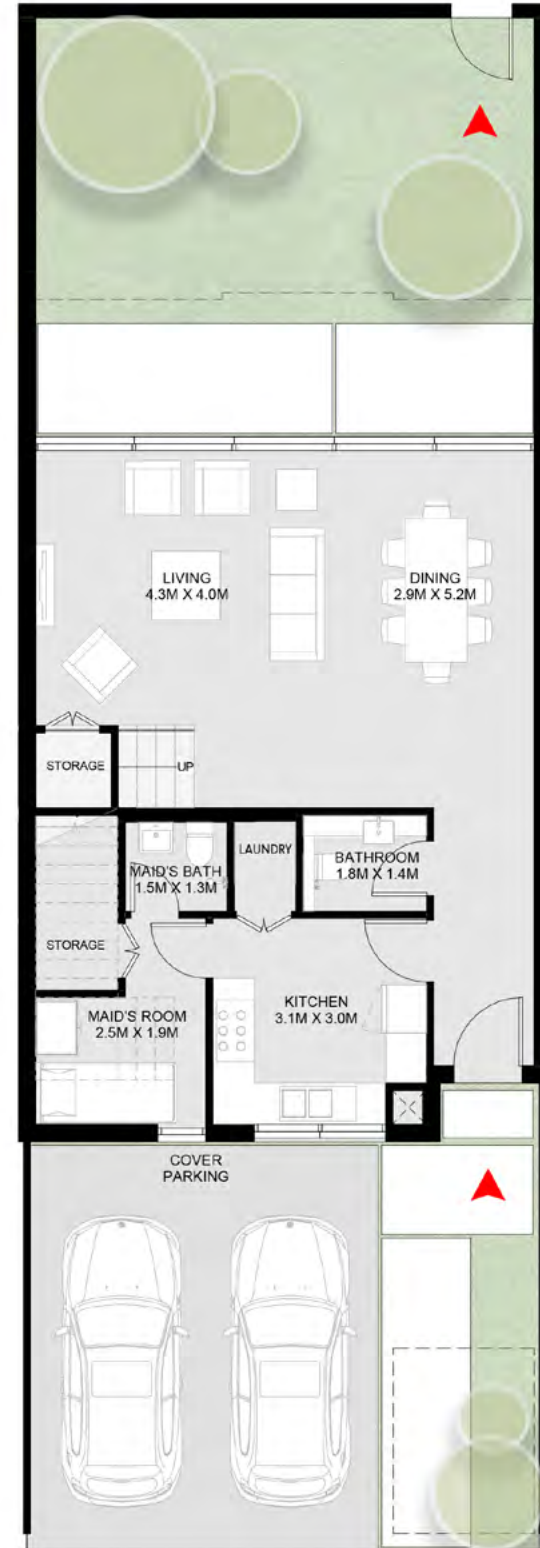 LIVING
4.3M X 4.0M
DINING
2.9M X 5.2M
STORAGE
UP
MAID'S BATH
1.5M X 1.3M
LAUNDRY
BATHROOM
1.8M X 1.4M
STORAGE
MAID'S ROOM
2.5M X 1.9M
KITCHEN
3.1M X 3.0M
COVER
PARKING